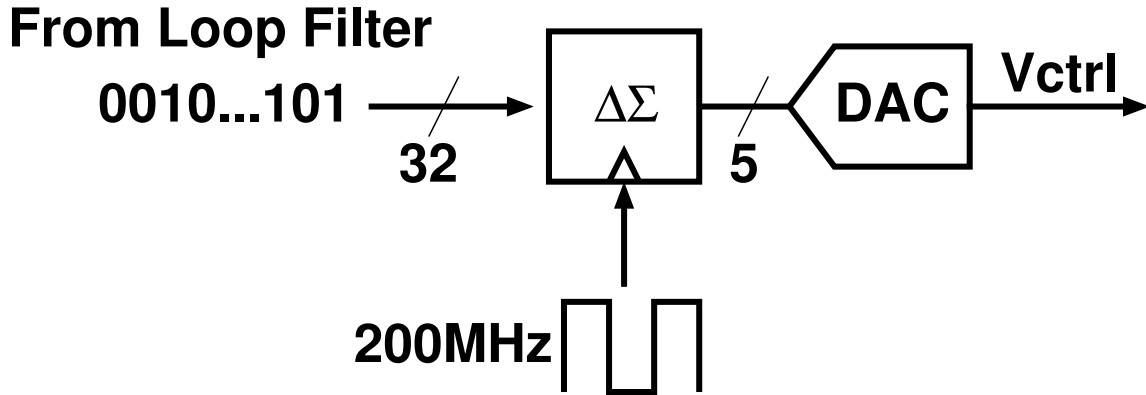 From Loop Filter
0010...101
32
ΔΣ
5
DAC
Vctrl
200MHz